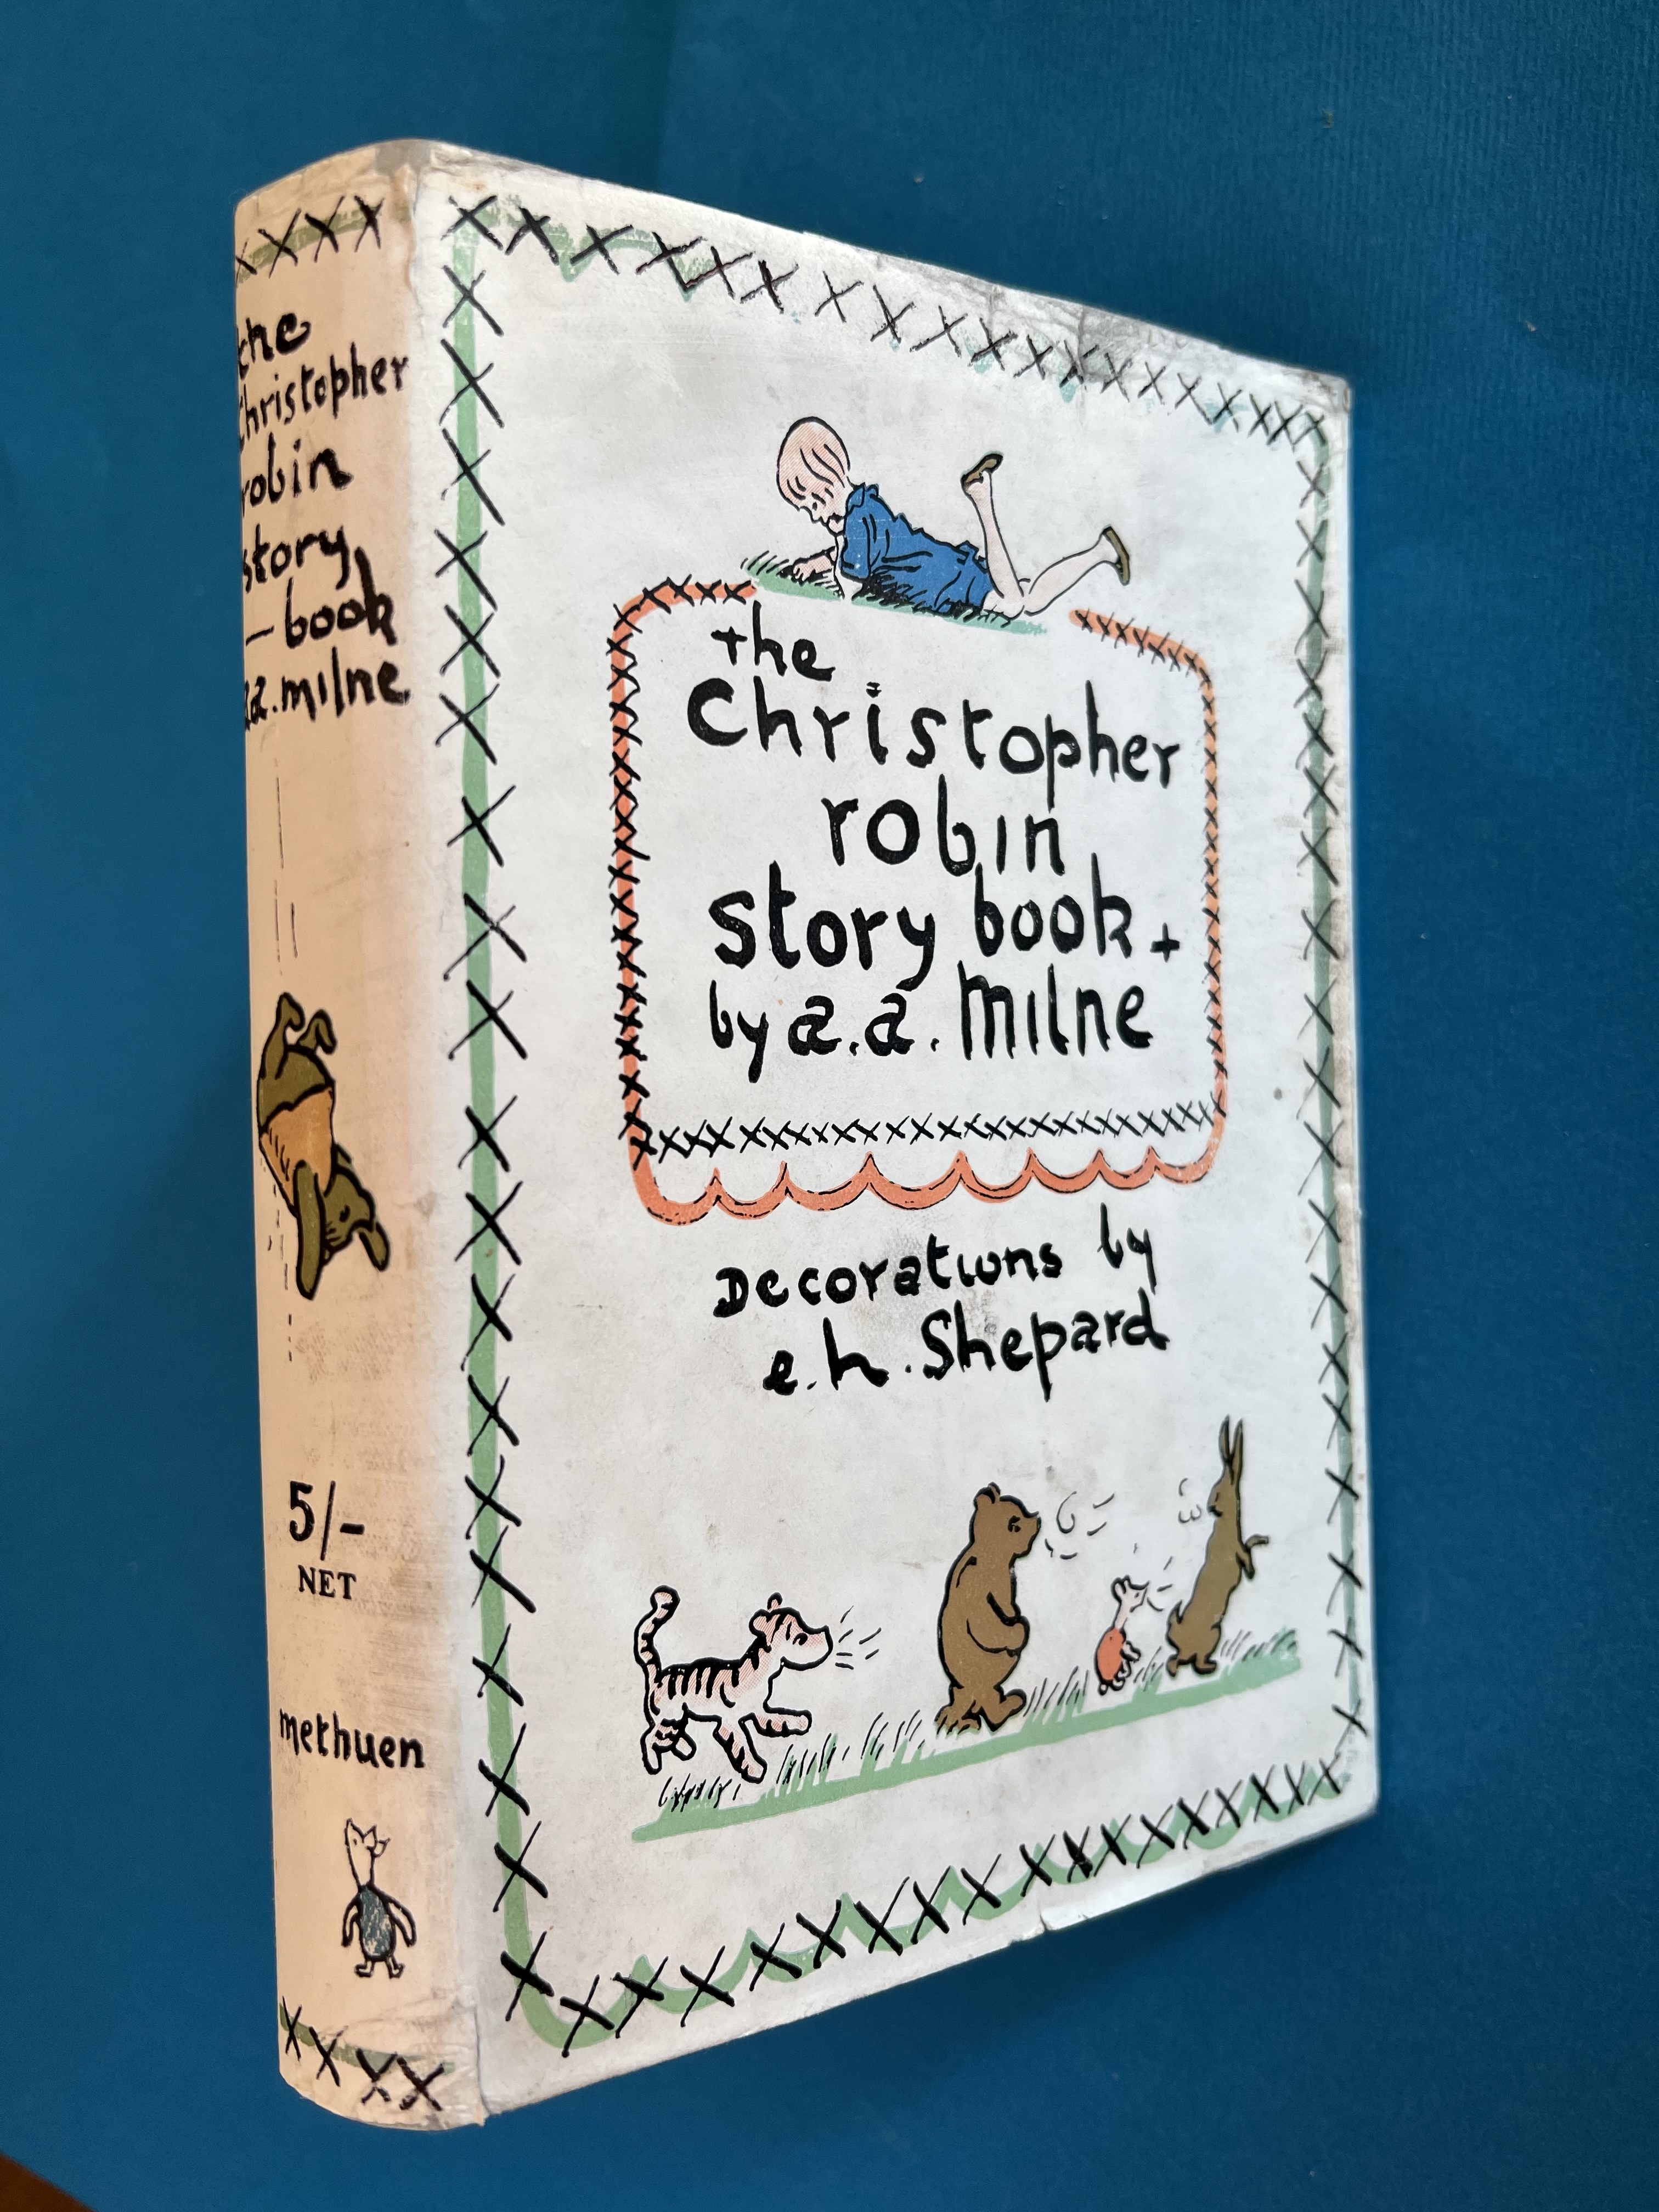 the
Christopher
robin
story
-book
a.a.milne
5/-
NET
methuen
the
Christopher
robin
story book +
by a.a. Milne
Decorations by
e.h. Shepard